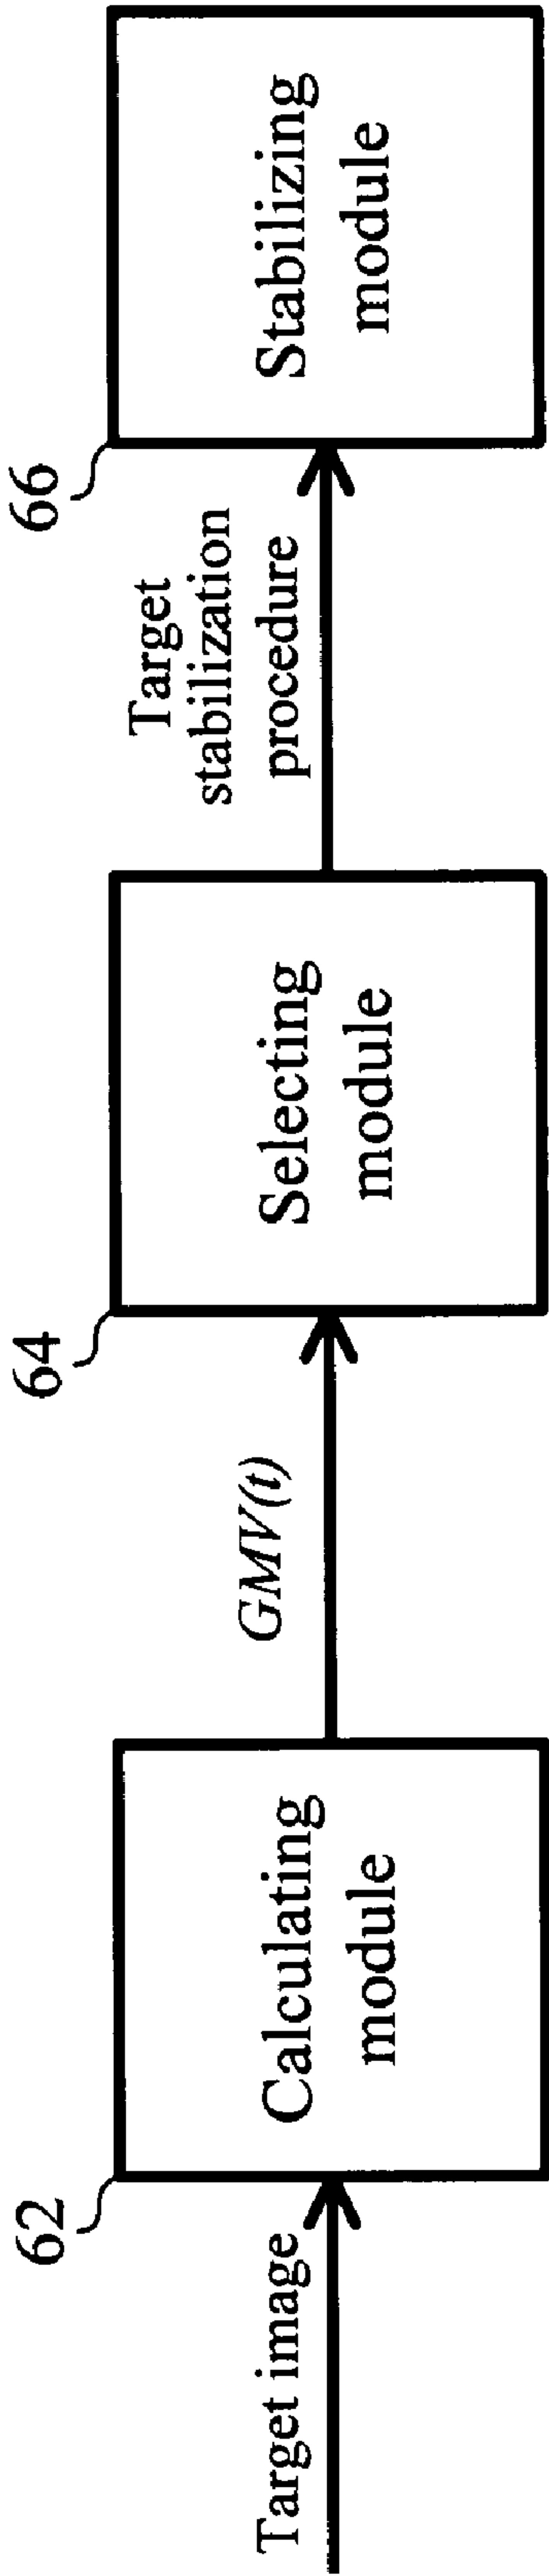 Target image
62
Calculating
module
GMV(t)
64
Selecting
module
Target
stabilization
procedure
66
Stabilizing
module